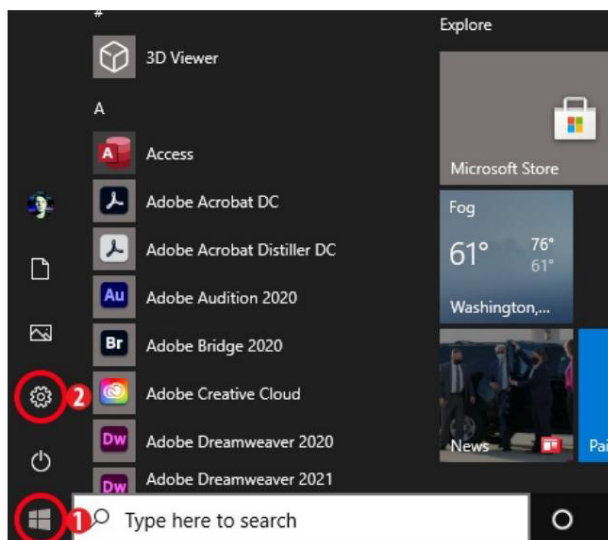 #
Explore
3D Viewer
A
A
Access
Microsoft Store
Adobe Acrobat DC
Fog
Adobe Acrobat Distiller DC
61°
76°
61°
Au
Adobe Audition 2020
Washington,...
Br
Adobe Bridge 2020
2
Adobe Creative Cloud
Dw
Adobe Dreamweaver 2020
News
Pai
Dw
Adobe Dreamweaver 2021
1
Type here to search